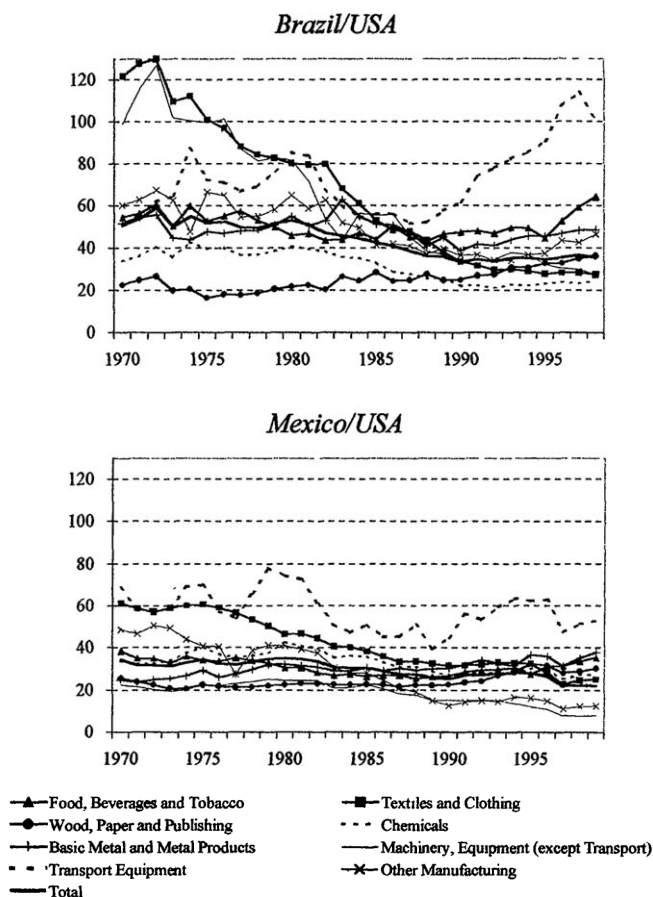 Brazil/USA
120
100
80
60
40
20
0
1970 1975 1980 1985 1990 1995
Mexico/USA
120
100
80
60
40
20
0
1970 1975 1980 1985 1990 1995
Food, Beverages and Tobacco
Textiles and Clothing
Wood, Paper and Publishing
Chemicals
Basic Metal and Metal Products
Machinery, Equipment (except Transport)
Transport Equipment
Other Manufacturing
Total